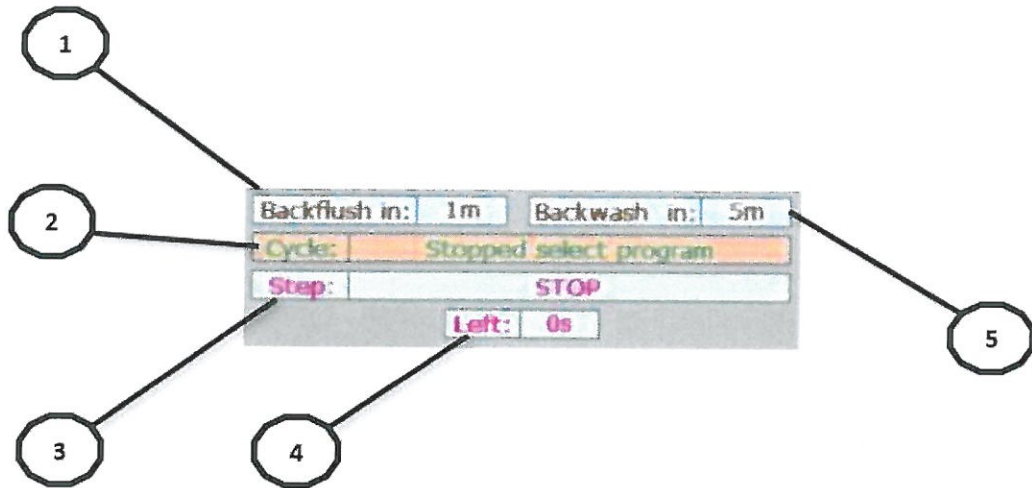 1
Backflush in: 1m Backwash in: 5m
2
Cycle: Stopped select program
Step: STOP
Left: 0s
5
3
4